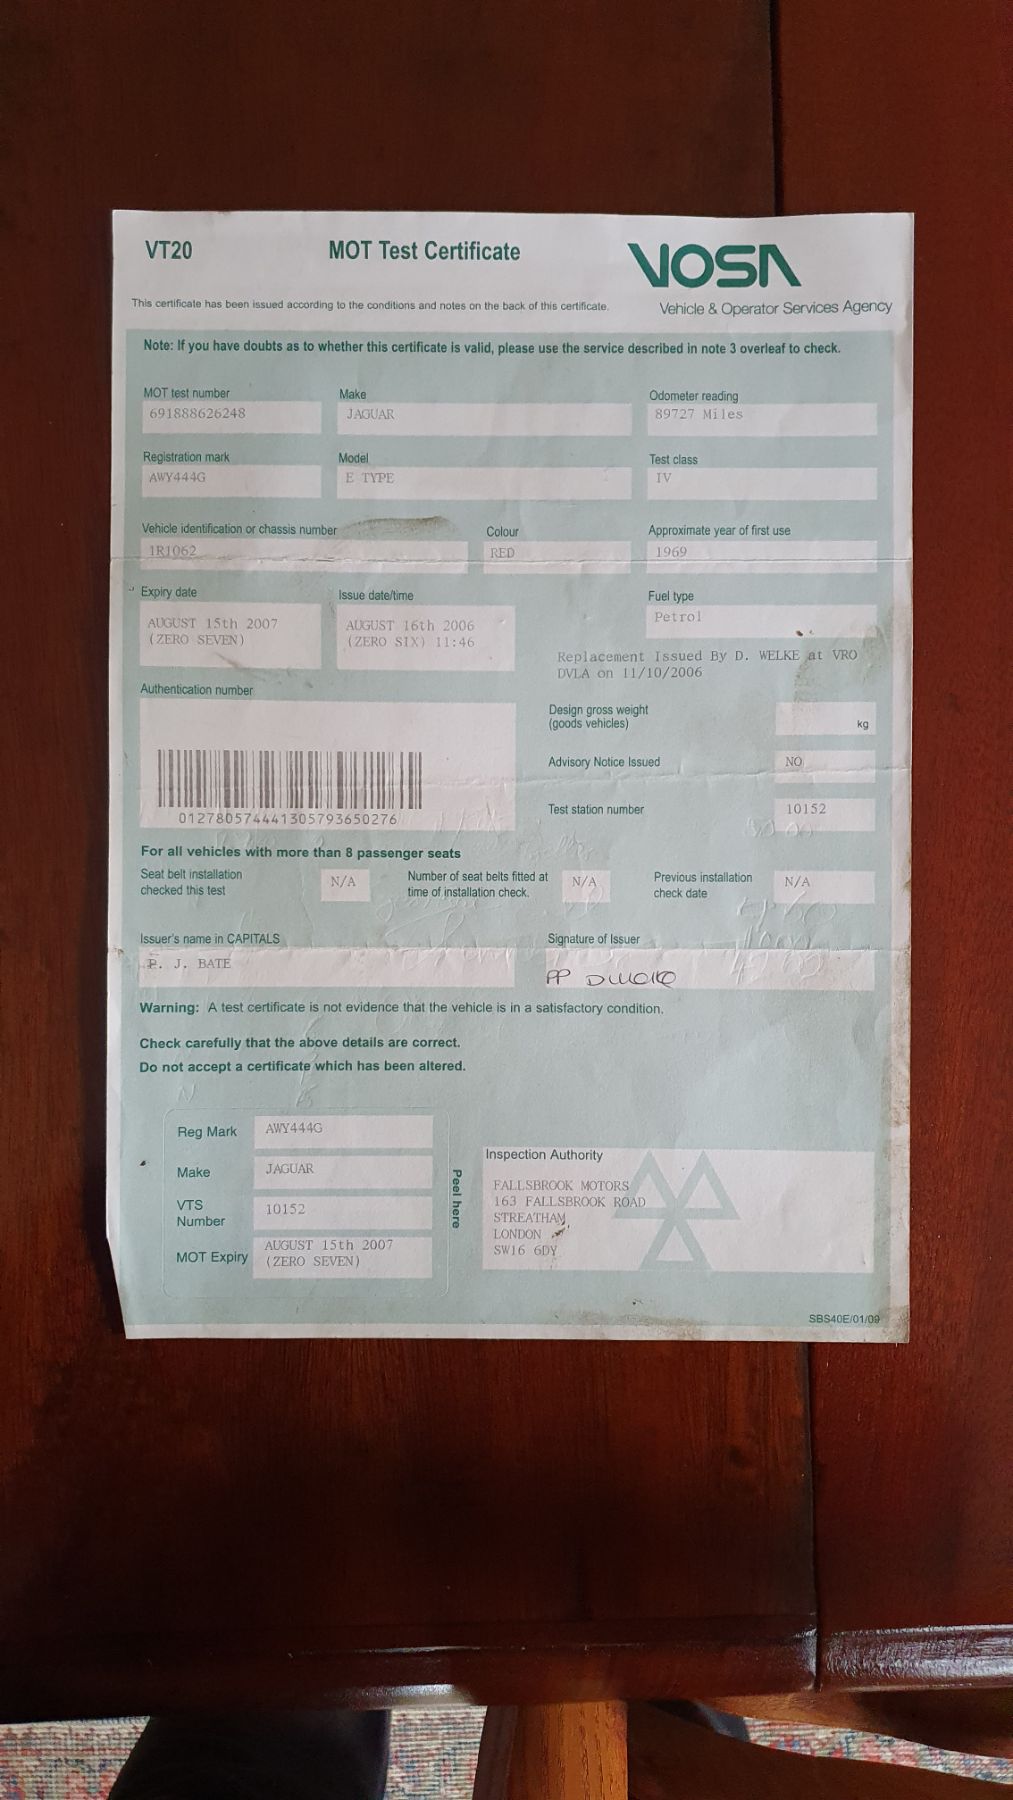 VT20
MOT Test Certificate
VOSA
This certificate has been issued according to the conditions and notes on the back of this certificate.
Vehicle & Operator Services Agency
Note: If you have doubts as to whether this certificate is valid, please use the service described in note 3 overleaf to check.
MOT test number
691888626248
Make
JAGUAR
Odometer reading
89727 Miles
Registration mark
AWY444G
Model
E TYPE
Test class
IV
Vehicle identification or chassis number
1R1062
Colour
RED
Approximate year of first use
1969
Expiry date
AUGUST 15th 2007
(ZERO SEVEN)
Issue date/time
AUGUST 16th 2006
(ZERO SIX) 11:46
Fuel type
Petrol
Replacement Issued By D. WELKE at VRO
DVLA on 11/10/2006
Authentication number
012780574441305793650276
Design gross weight
(goods vehicles)
kg
Advisory Notice Issued
NO
Test station number
10152
For all vehicles with more than 8 passenger seats
Seat belt installation
checked this test
N/A
Number of seat belts fitted at
time of installation check.
N/A
Previous installation
check date
N/A
Issuer's name in CAPITALS
P. J. BATE
Signature of Issuer
PP DWelke
Warning: A test certificate is not evidence that the vehicle is in a satisfactory condition.
Check carefully that the above details are correct.
Do not accept a certificate which has been altered.
Reg Mark
AWY444G
Make
JAGUAR
VTS
Number
10152
MOT Expiry
AUGUST 15th 2007
(ZERO SEVEN)
Peel here
Inspection Authority
FALLSBROOK MOTORS
163 FALLSBROOK ROAD
STREATHAM
LONDON
SW16 6DY
SBS40E/01/09